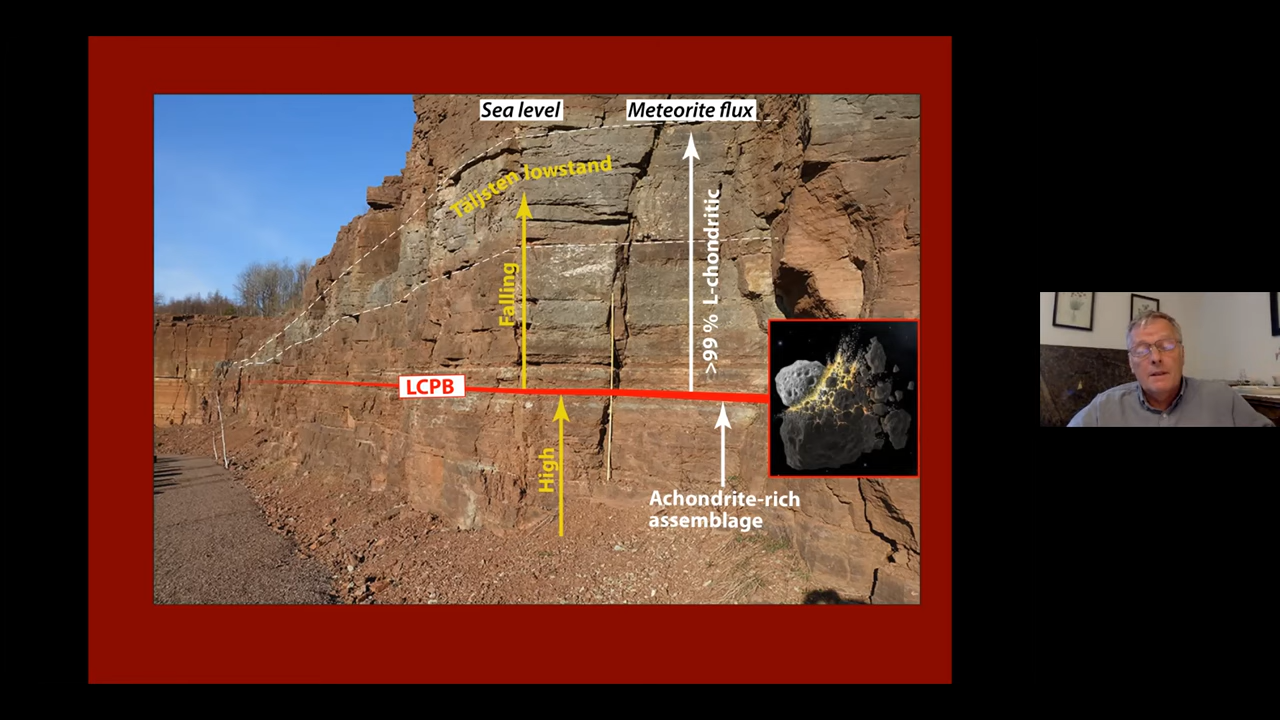 Sea level
Meteorite flux
Täljsten lowstand
Falling
>99 % L-chondritic
LCPB
High
Achondrite-rich
assemblage